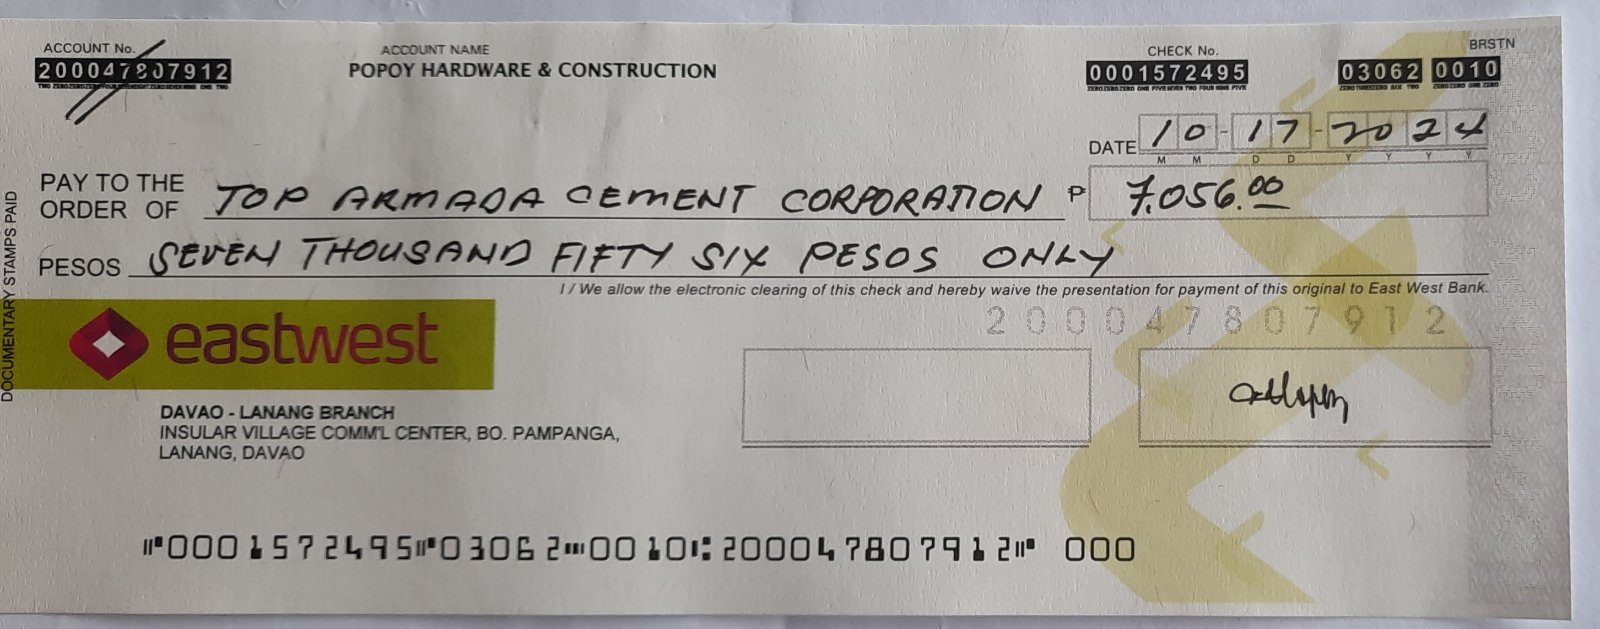 ACCOUNT No.
200047807912
ACCOUNT NAME
POPOY HARDWARE & CONSTRUCTION
CHECK No.
0001572495
BRSTN
03062 0010
DATE 10-17-2024
M M D D Y Y Y Y
PAY TO THE ORDER OF TOP ARMADA CEMENT CORPORATION ₱ 7,056.00
PESOS SEVEN THOUSAND FIFTY SIX PESOS ONLY
I / We allow the electronic clearing of this check and hereby waive the presentation for payment of this original to East West Bank.
200047807912
DOCUMENTARY STAMPS PAID
eastwest
DAVAO - LANANG BRANCH
INSULAR VILLAGE COMM'L CENTER, BO. PAMPANGA,
LANANG, DAVAO
⑈0001572495⑈03062⑉0010⑆200047807912⑈ 000